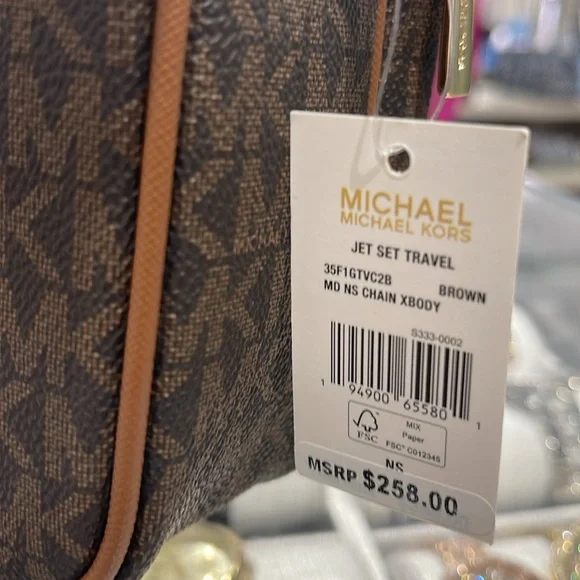 MICHAEL
MICHAEL KORS
JET SET TRAVEL
35F1GTVC2B BROWN
MD NS CHAIN XBODY
S333-0002
1 94900 65580 1
FSC
MIX
Paper
FSC® C012345
NS
MSRP $258.00
MICHAEL